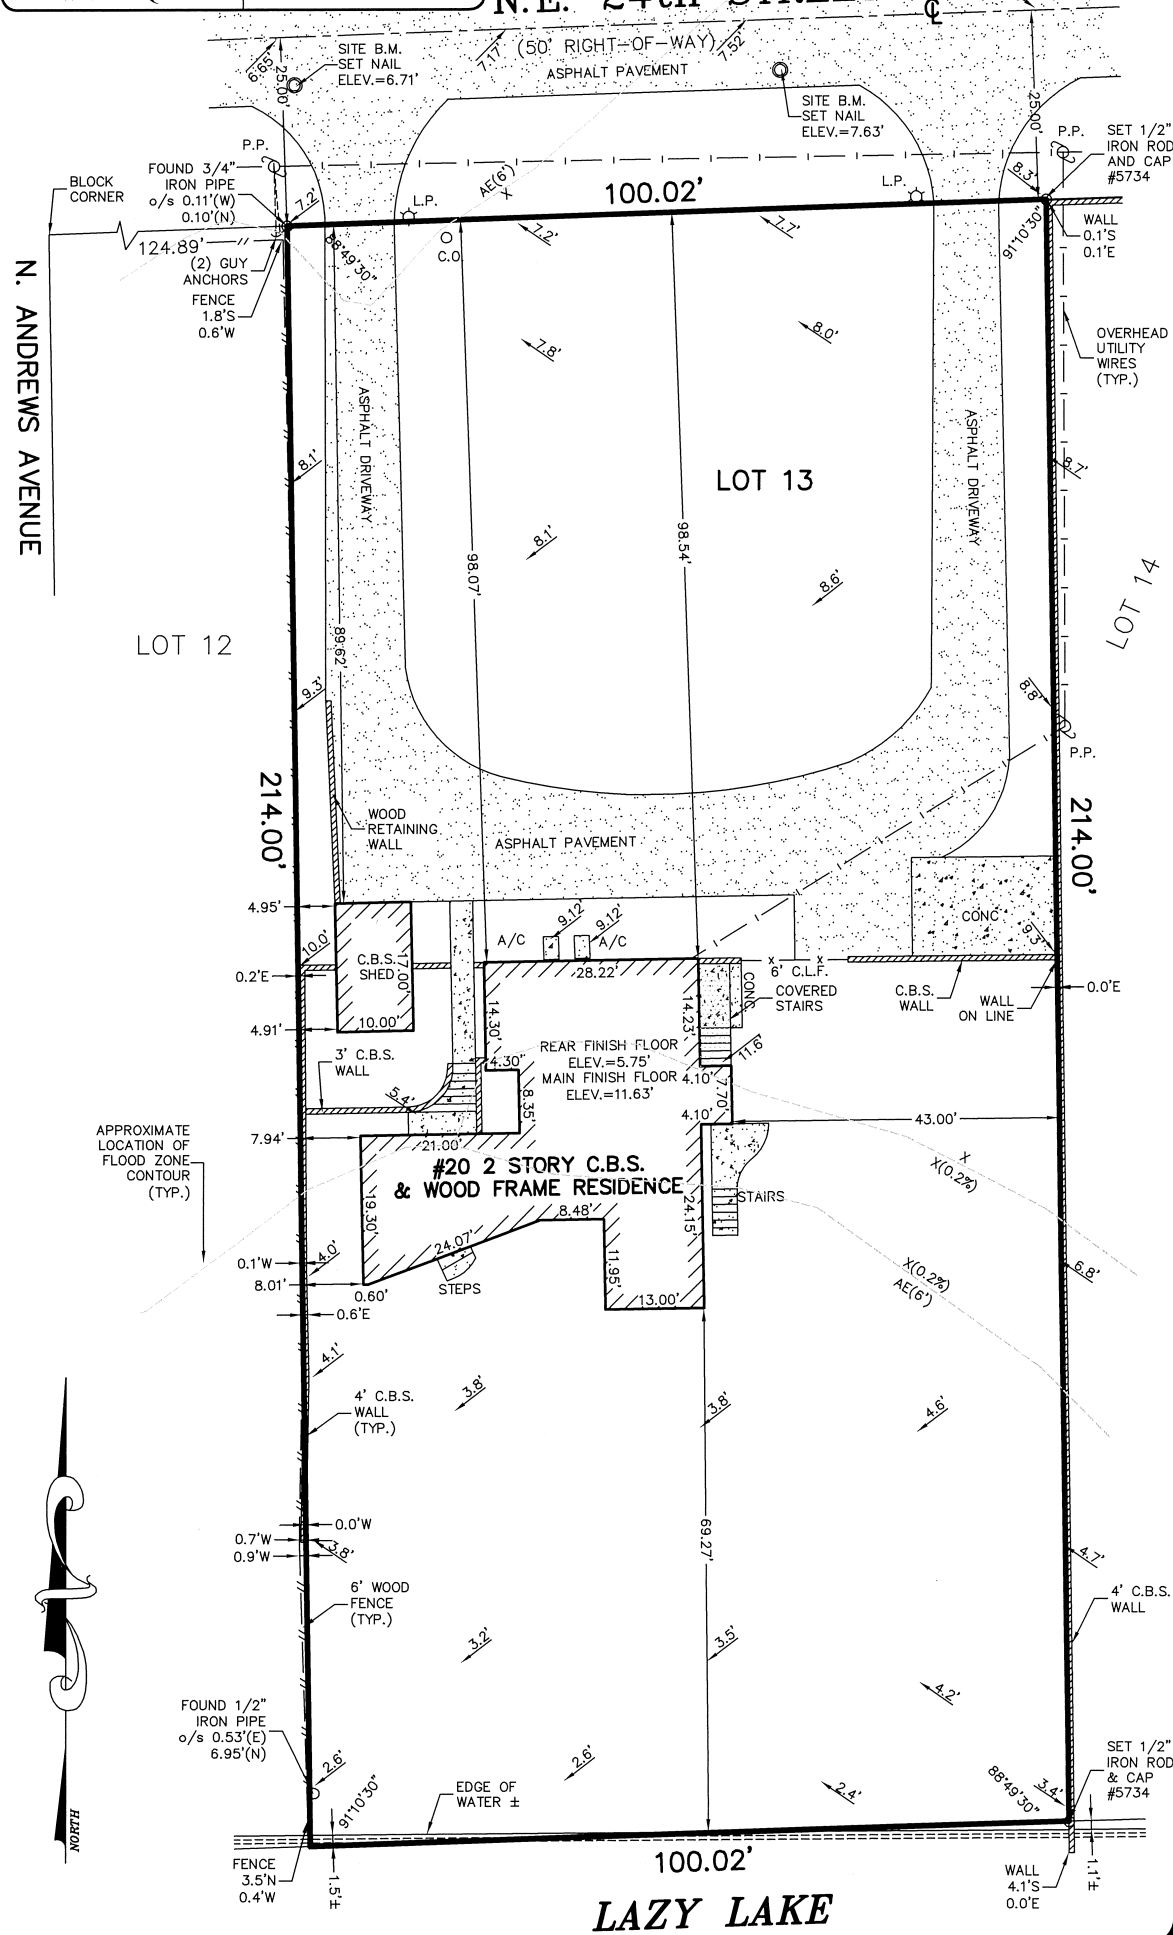 N.E. 24th
(50' RIGHT-OF-WAY)
ASPHALT PAVEMENT
6.65'
25.00'
7.17'
7.52'
SITE B.M.
SET NAIL
ELEV.=6.71'
SITE B.M.
SET NAIL
ELEV.=7.63'
25.00'
P.P.
P.P.
SET 1/2"
IRON ROD
AND CAP
#5734
FOUND 3/4"
IRON PIPE
o/s 0.11'(W)
0.10'(N)
BLOCK
CORNER
7.2'
L.P.
AE(6')
X
100.02'
L.P.
8.3'
WALL
0.1'S
0.1'E
124.89'
(2) GUY
ANCHORS
FENCE
1.8'S
0.6'W
88°49'30"
C.O
7.2'
7.7'
91°10'30"
N. ANDREWS AVENUE
7.8'
8.0'
OVERHEAD
UTILITY
WIRES
(TYP.)
ASPHALT DRIVEWAY
ASPHALT DRIVEWAY
8.1'
LOT 13
8.7'
98.07'
98.54'
8.1'
8.6'
LOT 12
LOT 14
89.62'
9.3'
8.8'
P.P.
214.00'
214.00'
WOOD
RETAINING
WALL
ASPHALT PAVEMENT
4.95'
CONC
10.0'
C.B.S.
SHED
17.00'
10.00'
A/C
9.12'
9.12'
A/C
28.22'
9.3'
6' C.L.F.
0.2'E
CONC
COVERED
STAIRS
C.B.S.
WALL
WALL
ON LINE
0.0'E
4.91'
14.30'
14.23'
3' C.B.S.
WALL
REAR FINISH FLOOR
ELEV.=5.75'
MAIN FINISH FLOOR
ELEV.=11.63'
4.30"
11.6'
4.10'
7.70'
5.4'
8.35'
4.10'
43.00'
APPROXIMATE
LOCATION OF
FLOOD ZONE
CONTOUR
(TYP.)
7.94'
21.00'
#20 2 STORY C.B.S.
& WOOD FRAME RESIDENCE
X
X(0.2%)
STAIRS
19.30'
8.48'
24.15'
24.07'
11.95'
STEPS
0.1'W
4.0'
8.01'
0.60'
13.00'
X(0.2%)
AE(6')
6.8'
0.6'E
4.1'
3.8'
3.8'
4.6'
4' C.B.S.
WALL
(TYP.)
69.27'
0.0'W
0.7'W
0.9'W
3.8'
4.7'
6' WOOD
FENCE
(TYP.)
4' C.B.S.
WALL
3.2'
3.5'
4.2'
FOUND 1/2"
IRON PIPE
o/s 0.53'(E)
6.95'(N)
2.6'
2.6'
2.4'
3.4'
91°10'30"
88°49'30"
SET 1/2"
IRON ROD
& CAP
#5734
EDGE OF
WATER ±
NORTH
FENCE
3.5'N
0.4'W
1.5'±
100.02'
WALL
4.1'S
0.0'E
1.1'±
LAZY LAKE